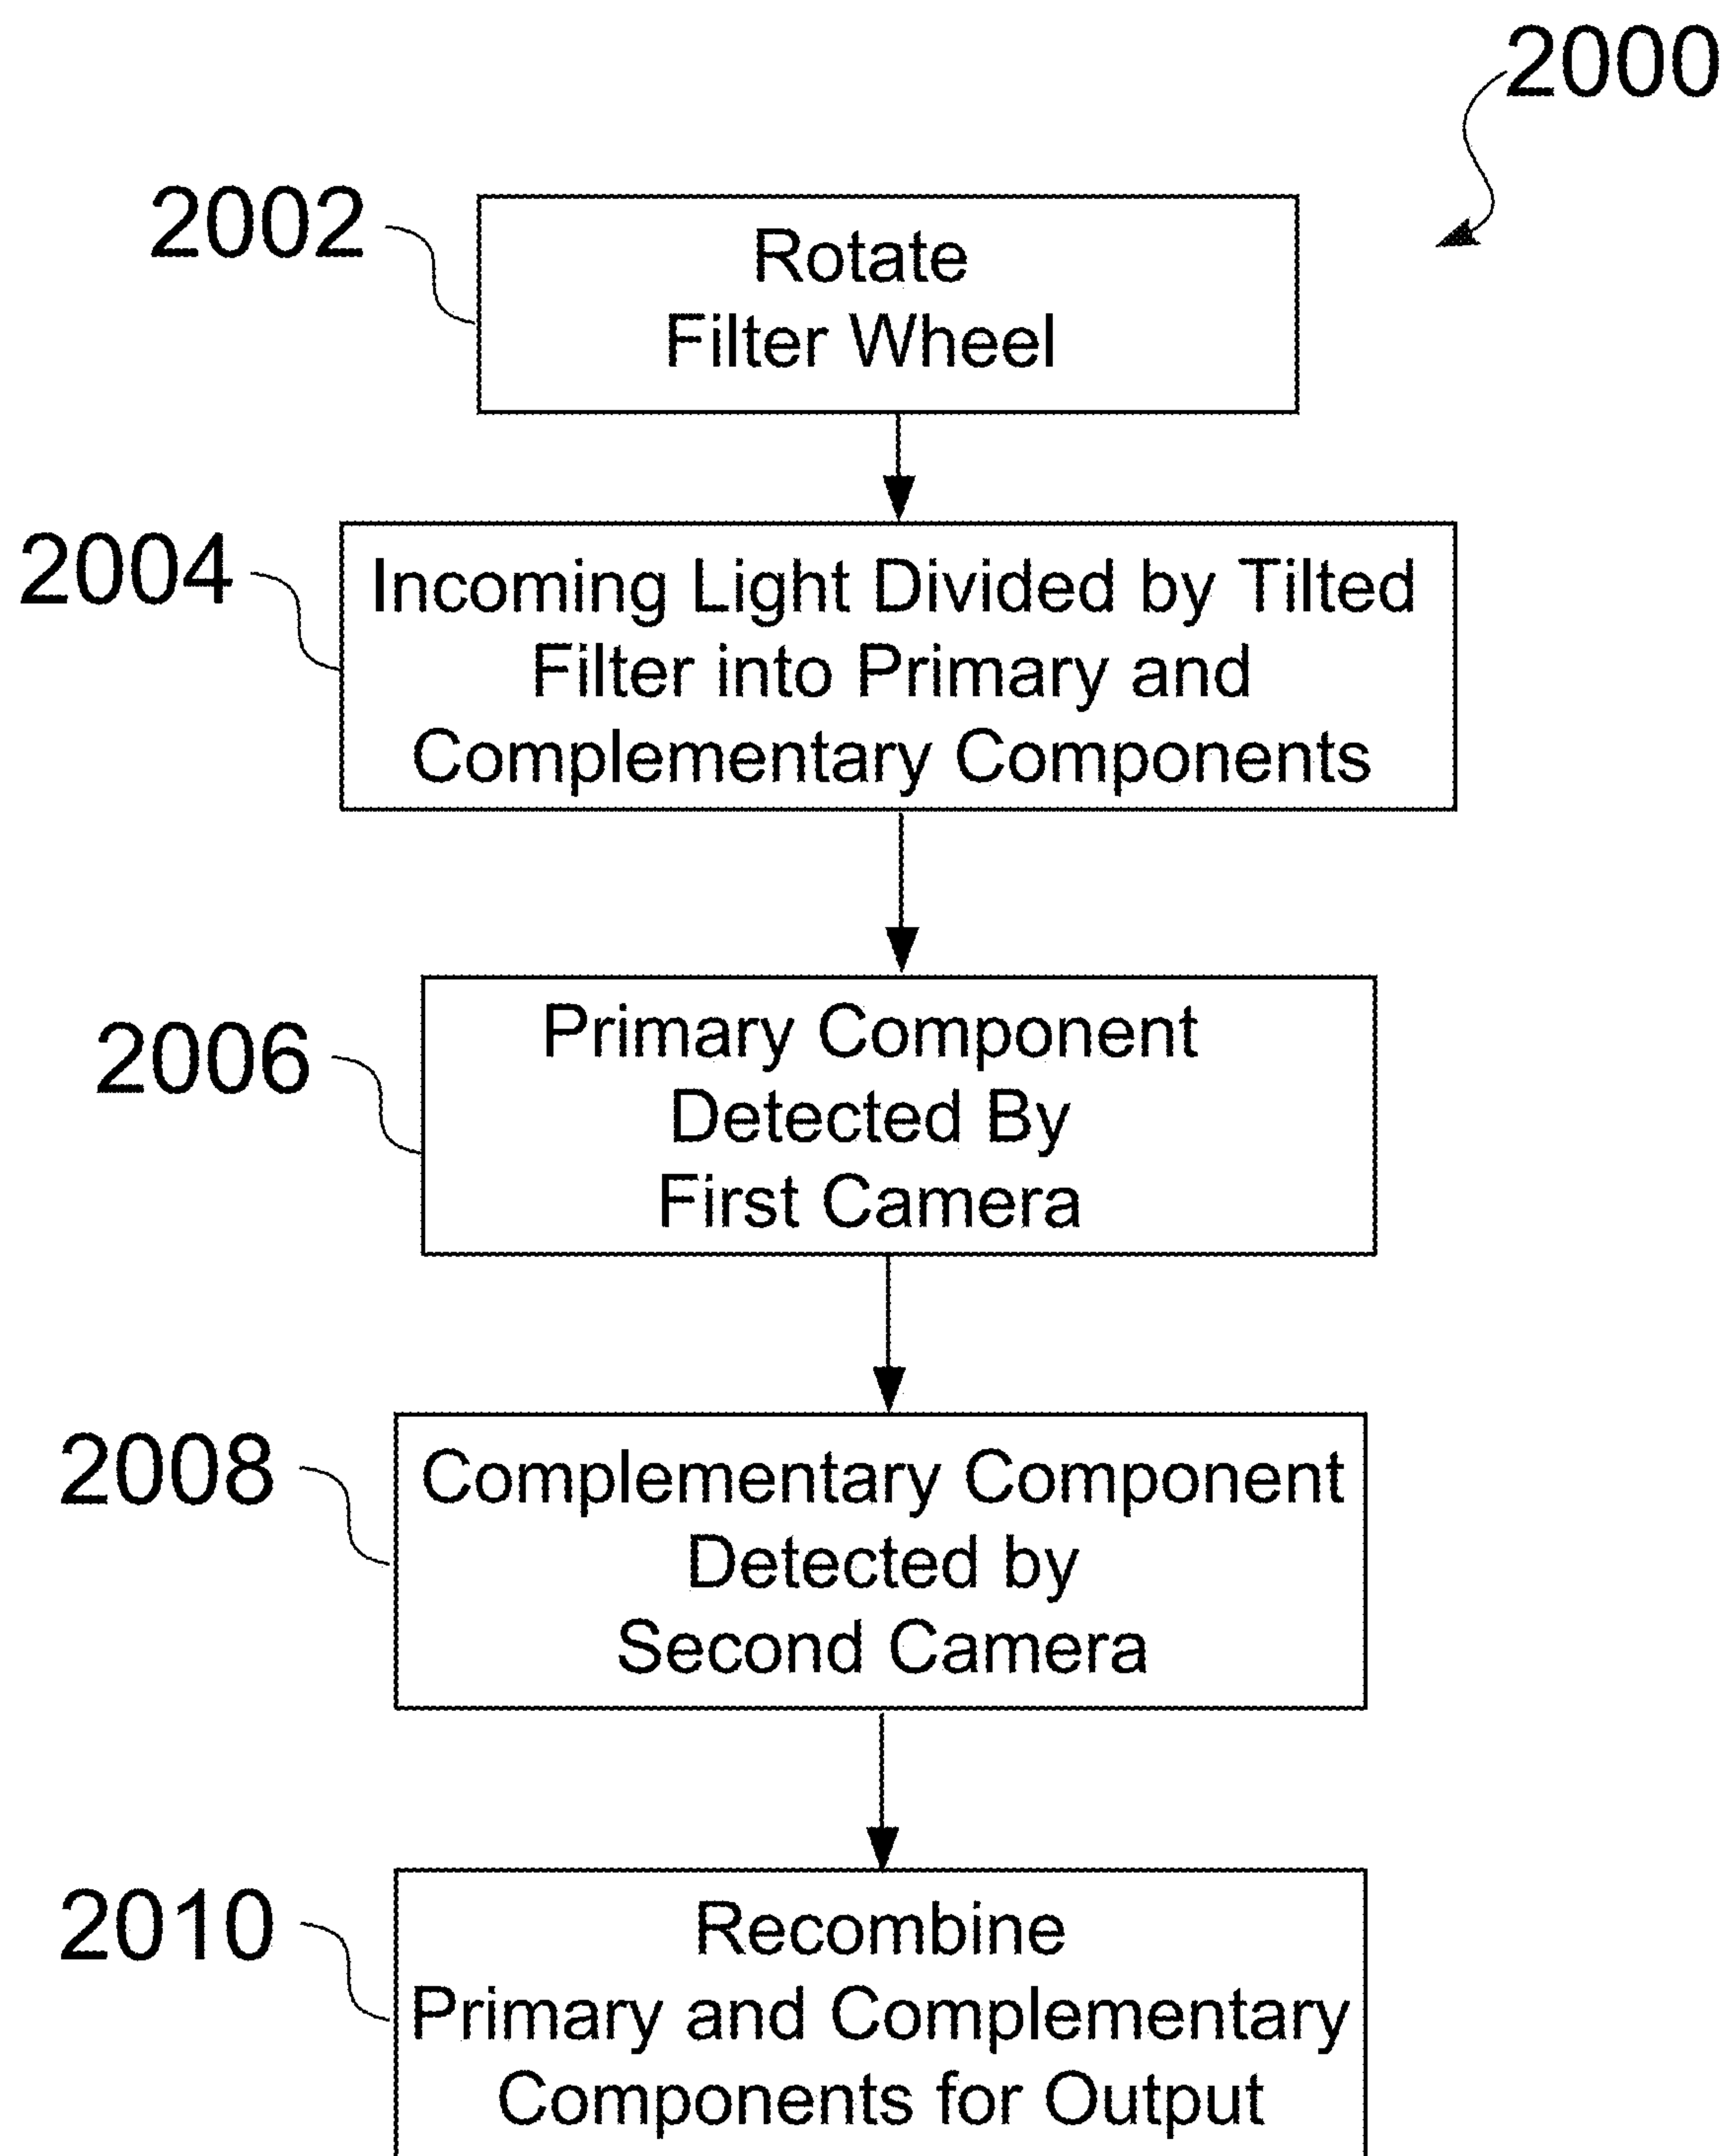 2000
2002
Rotate
Filter Wheel
2004
Incoming Light Divided by Tilted
Filter into Primary and
Complementary Components
2006
Primary Component
Detected By
First Camera
2008
Complementary Component
Detected by
Second Camera
2010
Recombine
Primary and Complementary
Components for Output